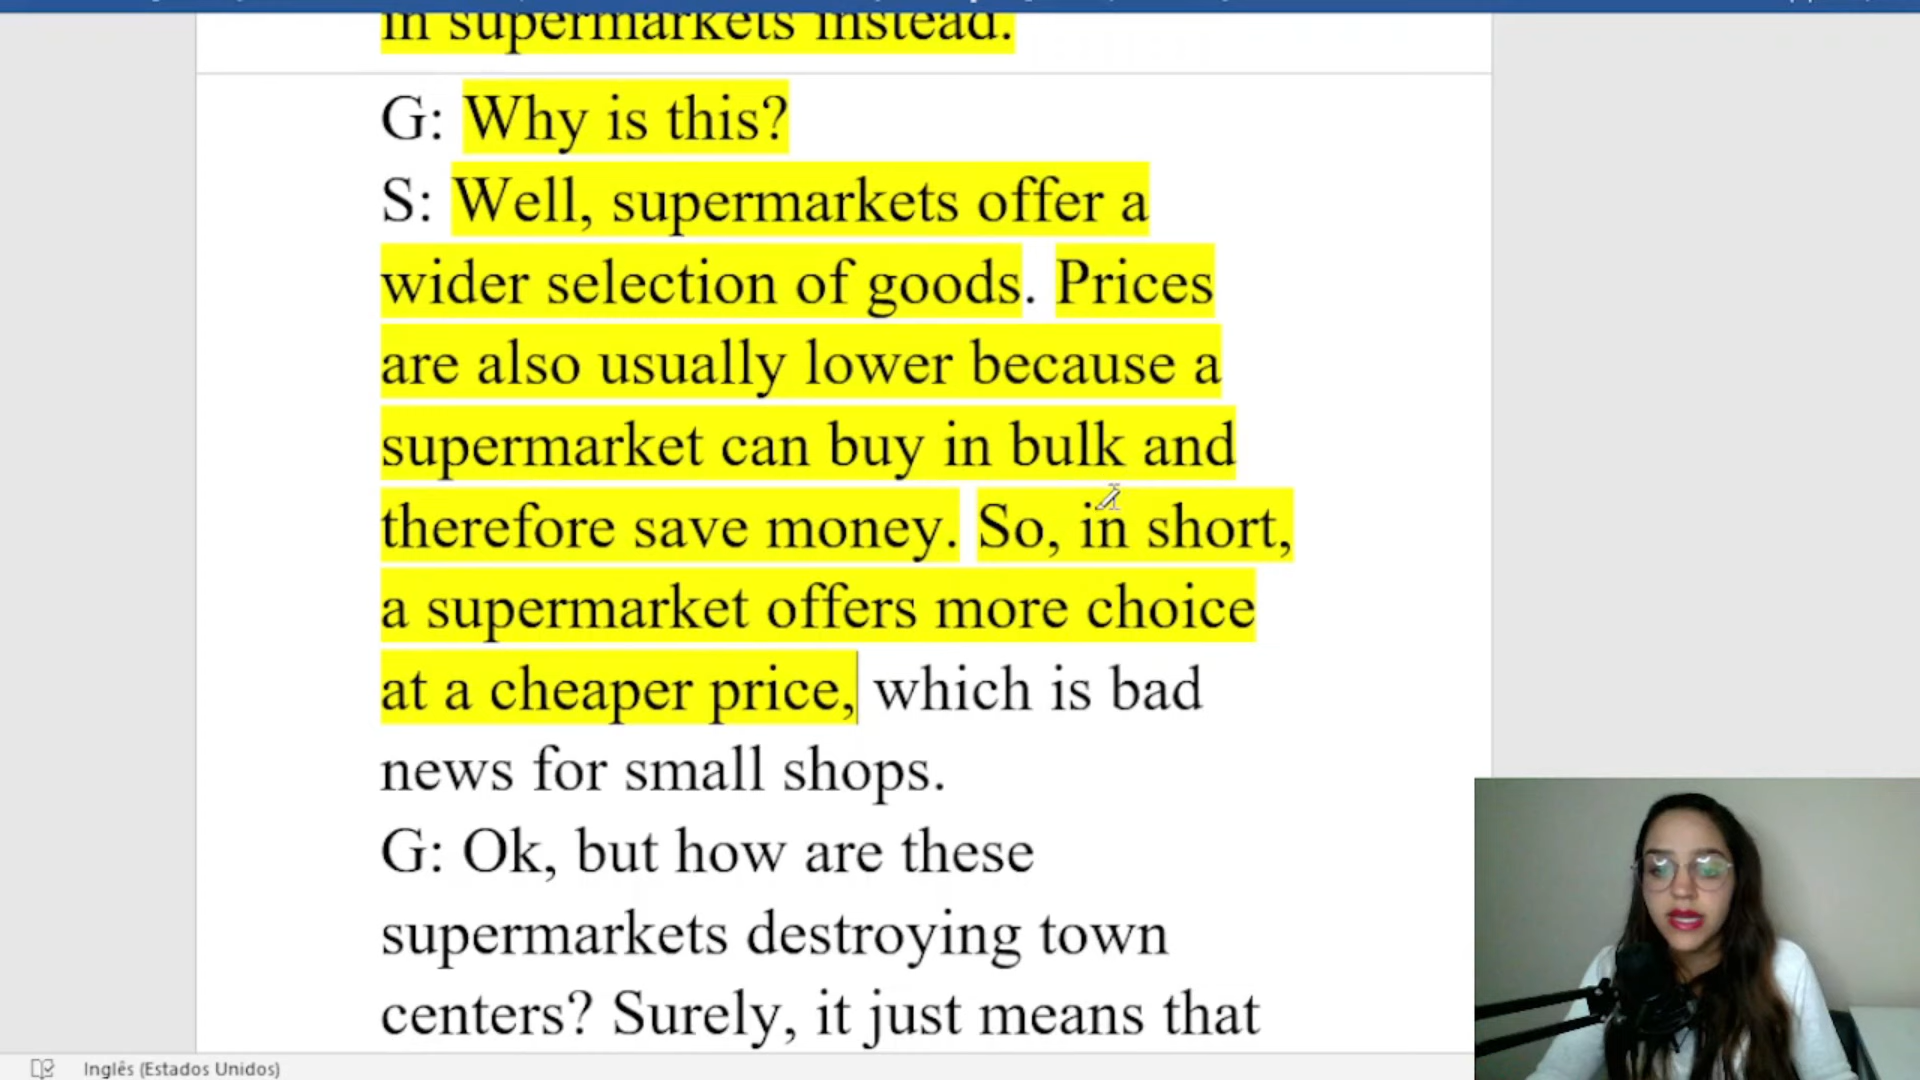 in supermarkets instead.
G: Why is this?
S: Well, supermarkets offer a
wider selection of goods. Prices
are also usually lower because a
supermarket can buy in bulk and
therefore save money. So, in short,
a supermarket offers more choice
at a cheaper price, which is bad
news for small shops.
G: Ok, but how are these
supermarkets destroying town
centers? Surely, it just means that
Inglês (Estados Unidos)